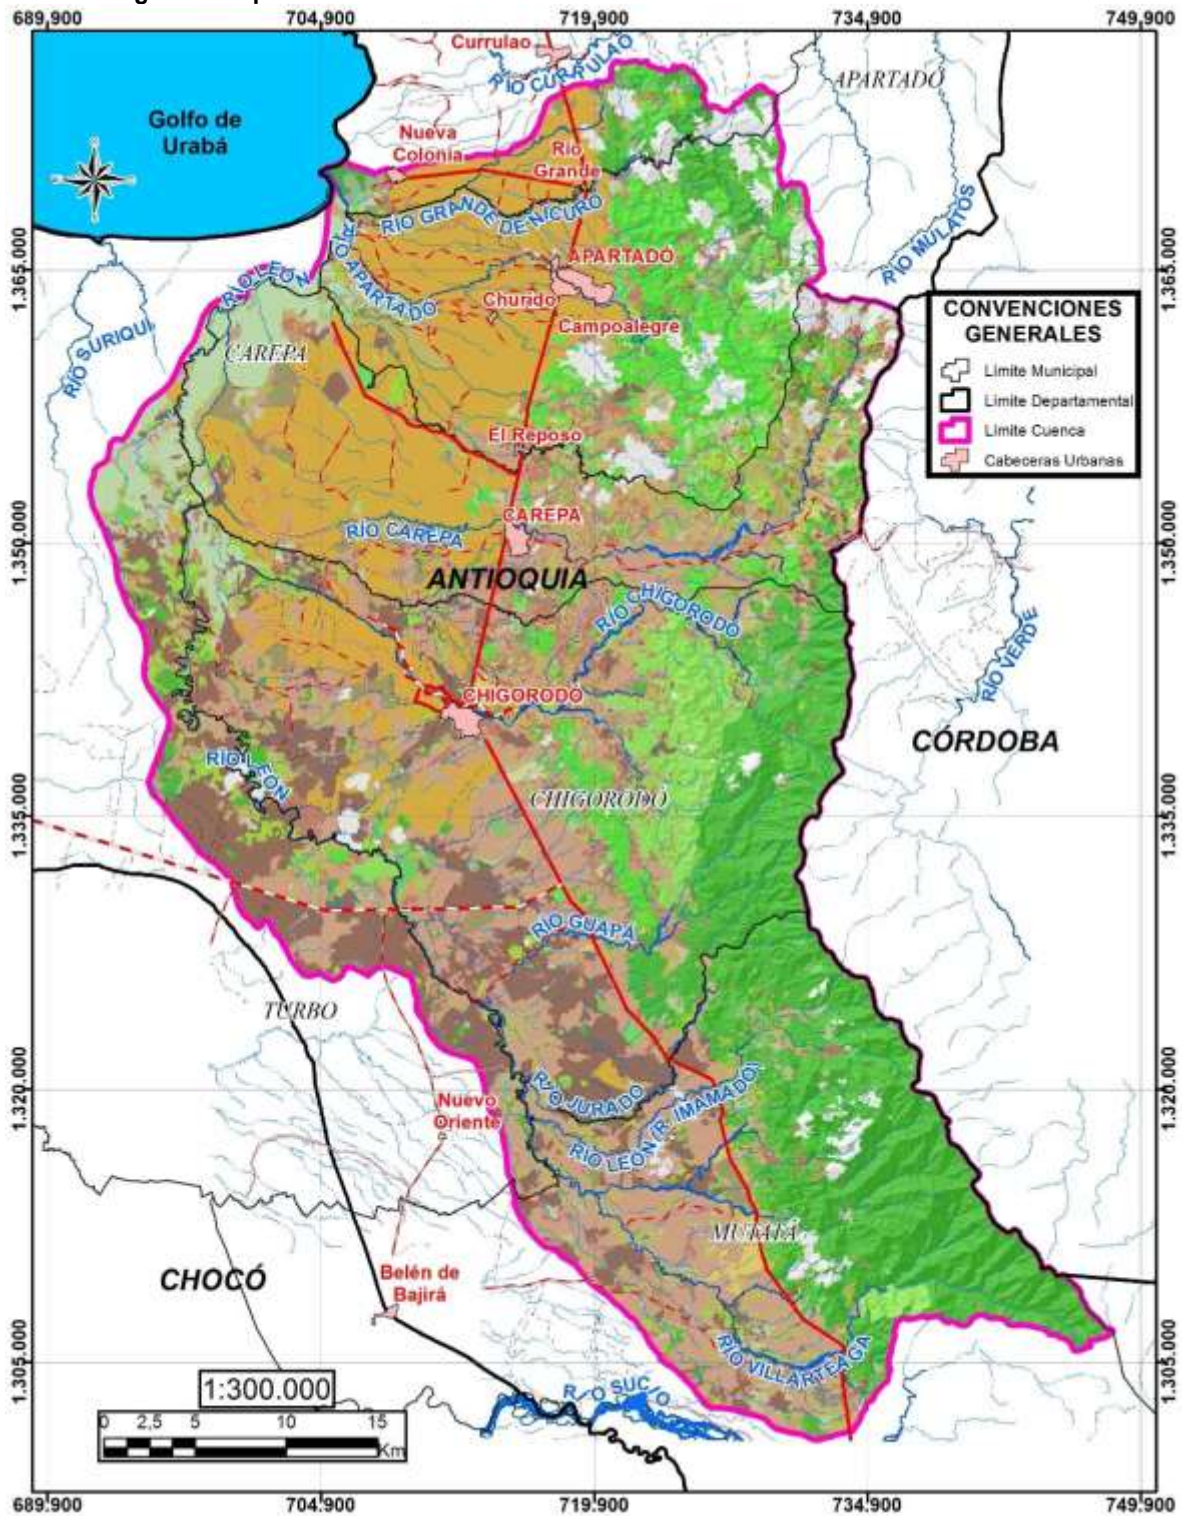 689.900
704.900
719.900
734.900
749.900
Currulao
RÍO CURRULAO
APARTADÓ
Golfo de
Urabá
Nueva
Colonia
Río
Grande
RÍO GRANDE DE NICURO
RÍO MULATOS
1.365.000
1.365.000
RÍO LEÓN
RÍO APARTADÓ
APARTADÓ
Churido
Campoalegre
RÍO SURIQUI
CAREPA
CONVENCIONES
GENERALES
Límite Municipal
Límite Departamental
Límite Cuenca
Cabeceras Urbanas
El Reposo
CAREPA
RÍO CAREPA
1.350.000
1.350.000
ANTIOQUIA
RÍO CHIGORODÓ
RÍO VERDE
CHIGORODÓ
CÓRDOBA
RÍO LEÓN
CHIGORODÓ
1.335.000
1.335.000
RÍO GUAPA
TURBO
1.320.000
1.320.000
Nuevo
Oriente
RÍO JURADO
RÍO LEÓN (R. IMAMADO)
MUTATÁ
CHOCÓ
Belén de
Bajirá
RÍO VILLARTEAGA
1.305.000
1.305.000
RÍO SUCIO
1:300.000
0 2,5 5 10 15
Km
689.900
704.900
719.900
734.900
749.900